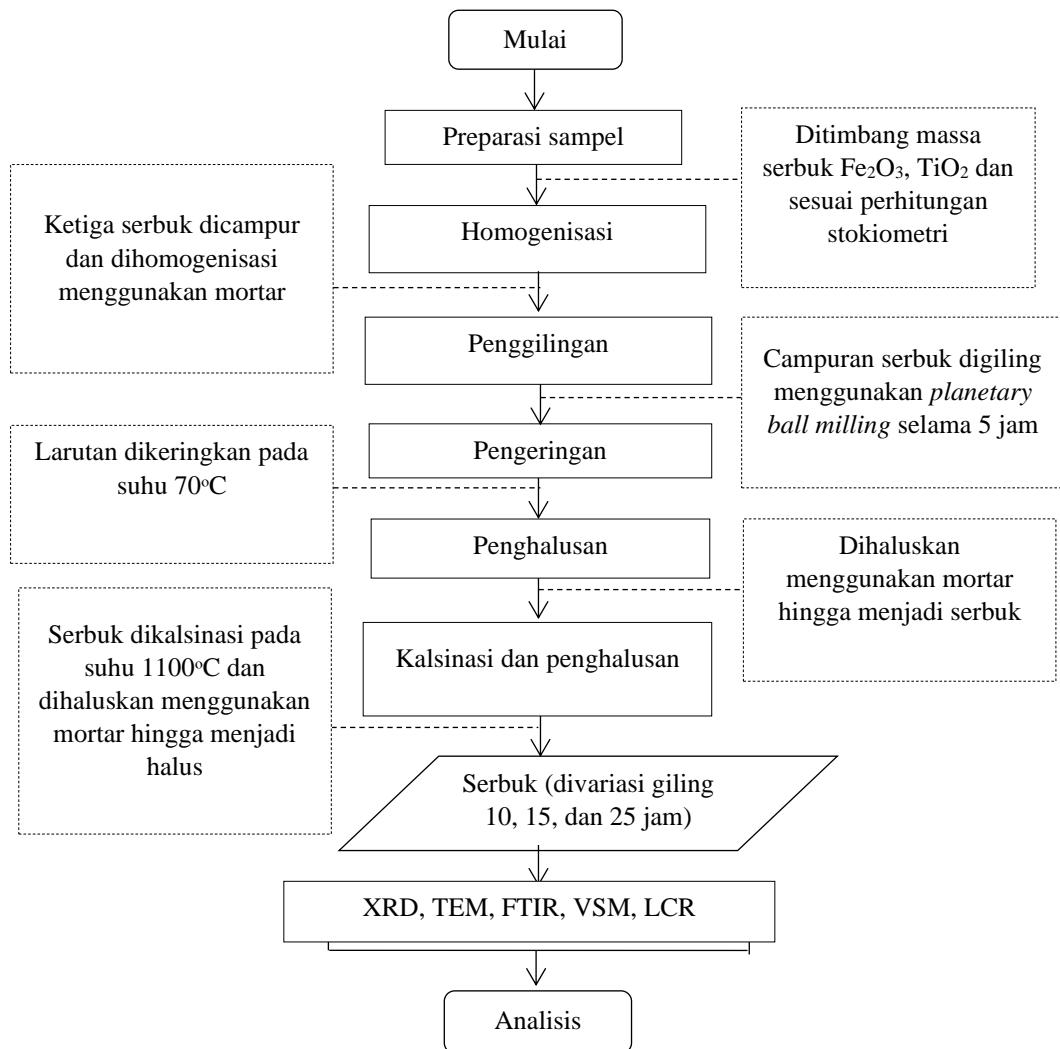 Mulai
Preparasi sampel
Ditimbang massa
serbuk Fe₂O₃, TiO₂ dan
sesuai perhitungan
stokiometri
Homogenisasi
Ketiga serbuk dicampur
dan dihomogenisasi
menggunakan mortar
Penggilingan
Campuran serbuk digiling
menggunakan planetary
ball milling selama 5 jam
Pengeringan
Larutan dikeringkan pada
suhu 70°C
Penghalusan
Dihaluskan
menggunakan mortar
hingga menjadi serbuk
Kalsinasi dan penghalusan
Serbuk dikalsinasi pada
suhu 1100°C dan
dihaluskan menggunakan
mortar hingga menjadi
halus
Serbuk (divariasi giling
10, 15, dan 25 jam)
XRD, TEM, FTIR, VSM, LCR
Analisis